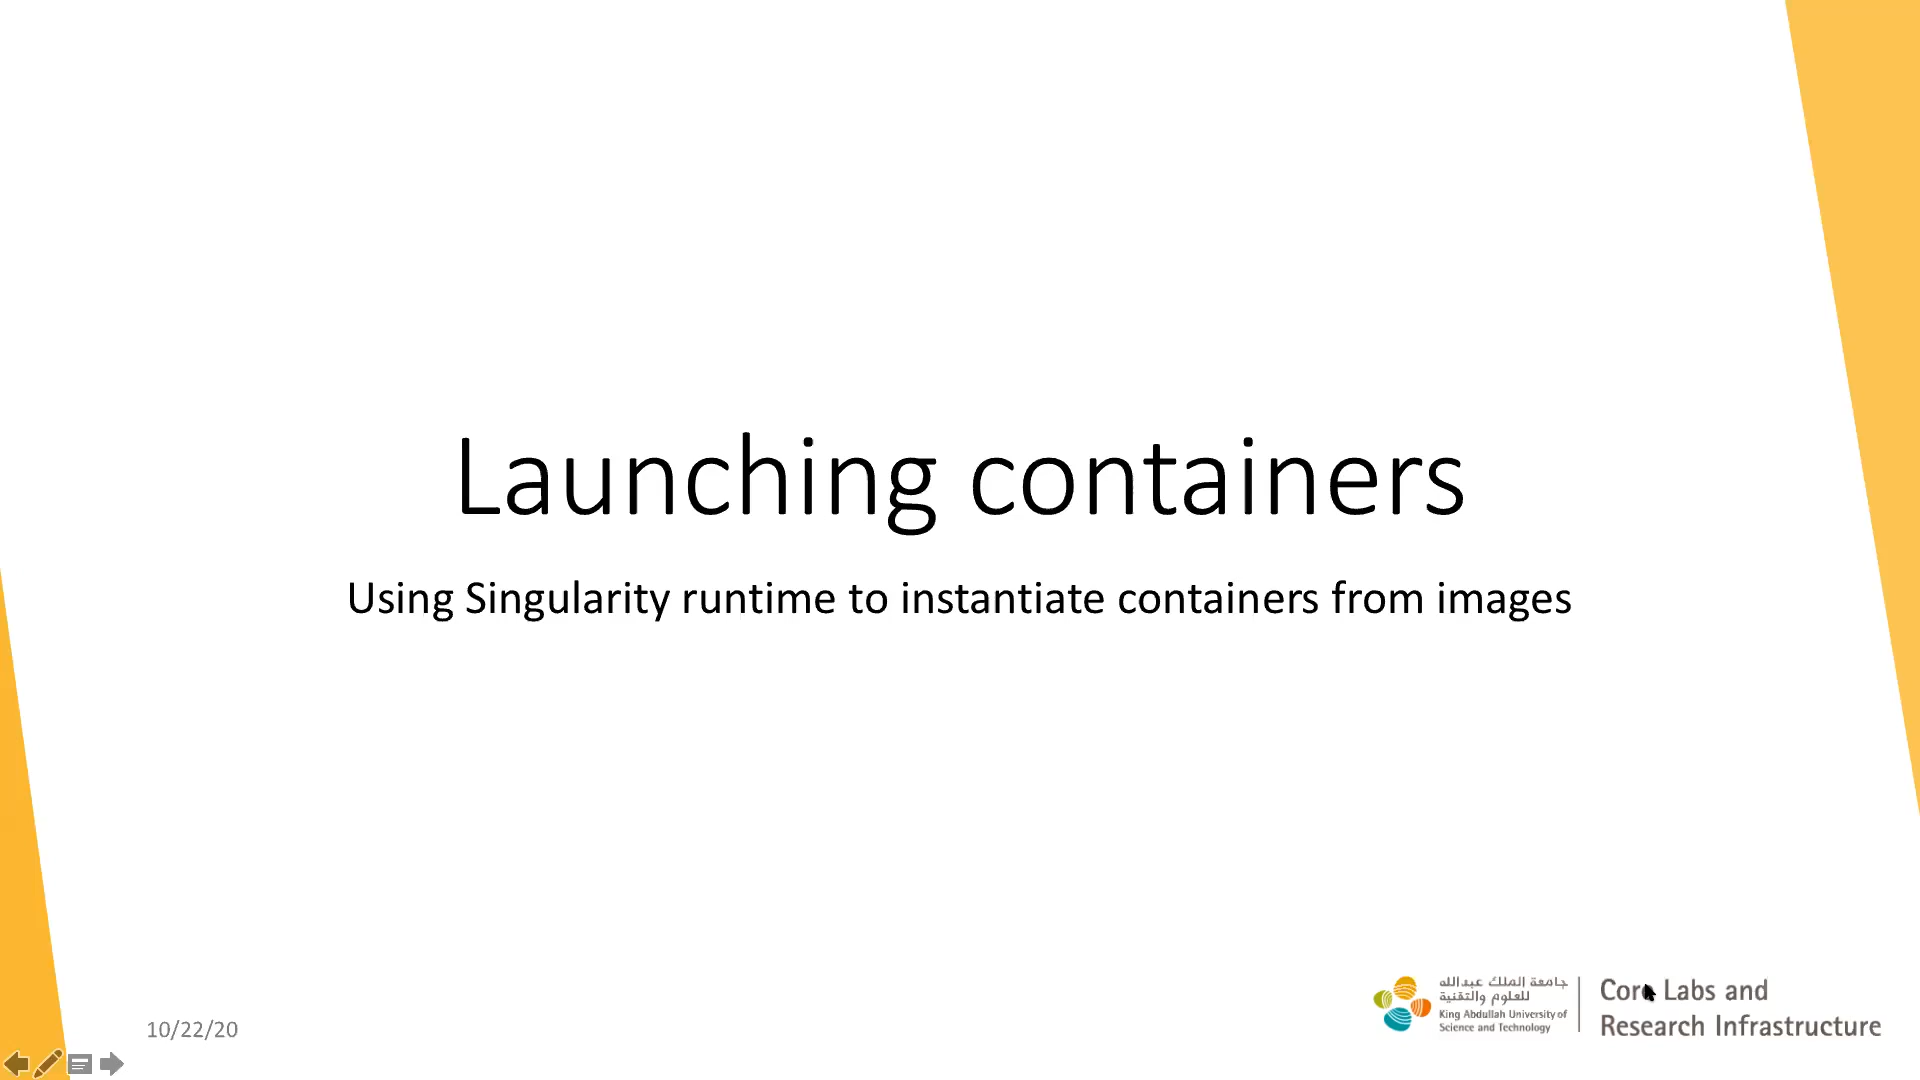 Launching containers
Using Singularity runtime to instantiate containers from images
10/22/20
جامعة الملك عبدالله
للعلوم والتقنية
King Abdullah University of
Science and Technology
Core Labs and
Research Infrastructure